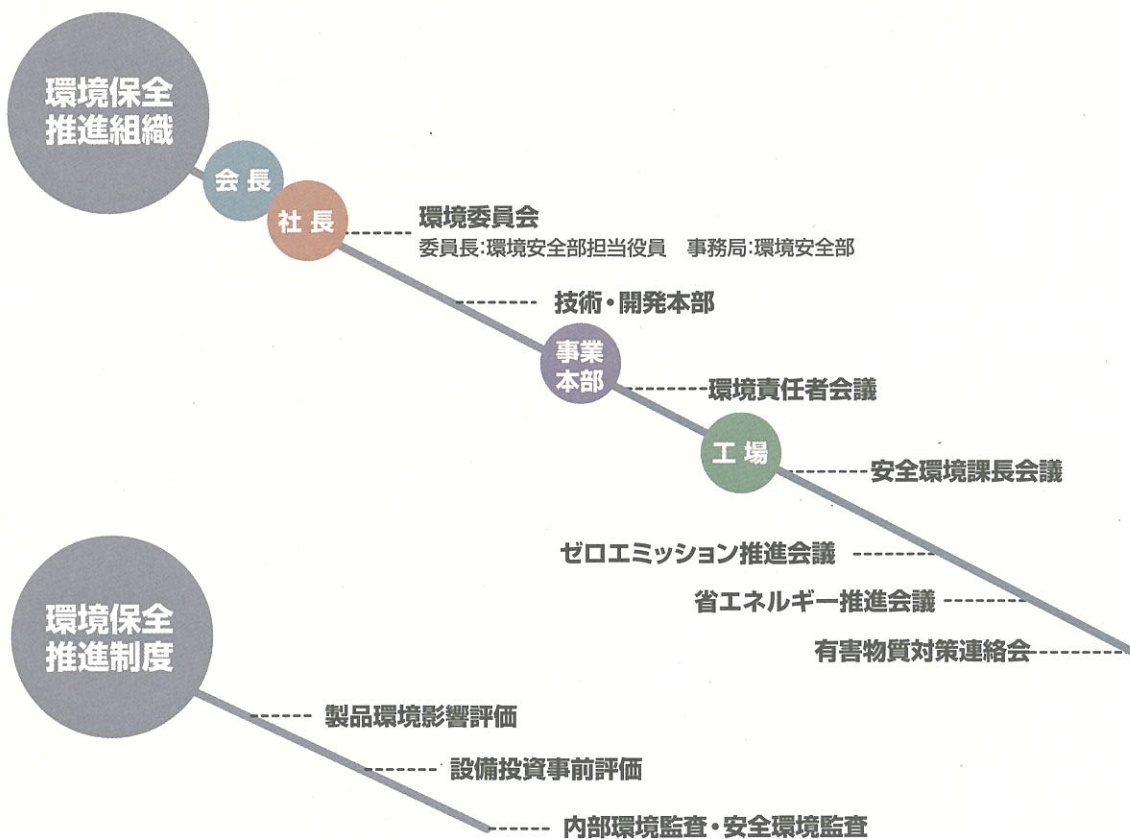 環境保全
推進組織
会長
社長
環境委員会
委員長:環境安全部担当役員　事務局:環境安全部
技術・開発本部
事業
本部
環境責任者会議
工場
安全環境課長会議
ゼロエミッション推進会議
省エネルギー推進会議
有害物質対策連絡会
環境保全
推進制度
製品環境影響評価
設備投資事前評価
内部環境監査・安全環境監査